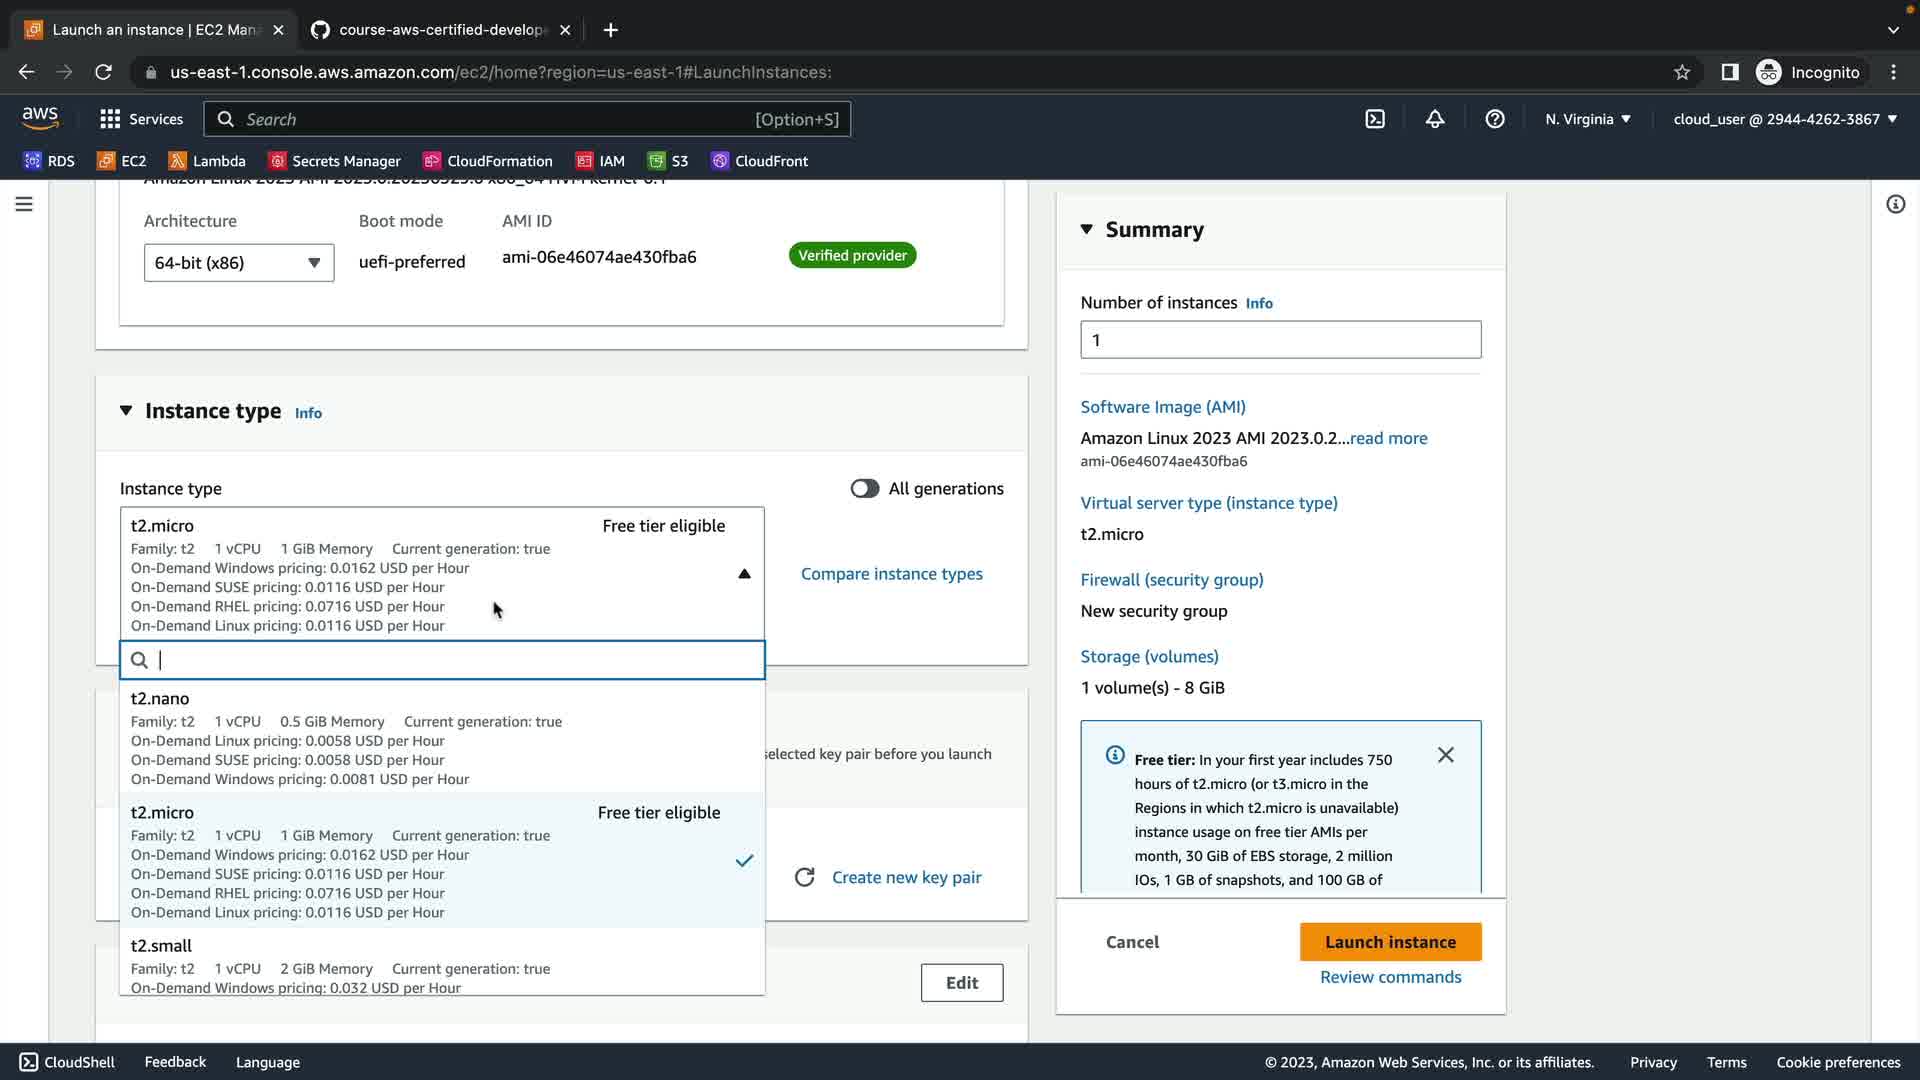 Launch an instance | EC2 Mana
course-aws-certified-develope
us-east-1.console.aws.amazon.com/ec2/home?region=us-east-1#LaunchInstances:
Incognito
aws
Services
Search
[Option+S]
N. Virginia
cloud_user @ 2944-4262-3867
RDS
EC2
Lambda
Secrets Manager
CloudFormation
IAM
S3
CloudFront
Amazon Linux 2023 AMI 2023.0.20230329.0 x86_64 HVM kernel-6.1
Architecture
Boot mode
AMI ID
64-bit (x86)
uefi-preferred
ami-06e46074ae430fba6
Verified provider
Instance type
Info
Instance type
All generations
t2.micro
Free tier eligible
Family: t2 1 vCPU 1 GiB Memory Current generation: true
On-Demand Windows pricing: 0.0162 USD per Hour
On-Demand SUSE pricing: 0.0116 USD per Hour
On-Demand RHEL pricing: 0.0716 USD per Hour
On-Demand Linux pricing: 0.0116 USD per Hour
Compare instance types
t2.nano
Family: t2 1 vCPU 0.5 GiB Memory Current generation: true
On-Demand Linux pricing: 0.0058 USD per Hour
On-Demand SUSE pricing: 0.0058 USD per Hour
On-Demand Windows pricing: 0.0081 USD per Hour
selected key pair before you launch
t2.micro
Free tier eligible
Family: t2 1 vCPU 1 GiB Memory Current generation: true
On-Demand Windows pricing: 0.0162 USD per Hour
On-Demand SUSE pricing: 0.0116 USD per Hour
On-Demand RHEL pricing: 0.0716 USD per Hour
On-Demand Linux pricing: 0.0116 USD per Hour
Create new key pair
t2.small
Family: t2 1 vCPU 2 GiB Memory Current generation: true
On-Demand Windows pricing: 0.032 USD per Hour
Edit
Summary
Number of instances Info
1
Software Image (AMI)
Amazon Linux 2023 AMI 2023.0.2...read more
ami-06e46074ae430fba6
Virtual server type (instance type)
t2.micro
Firewall (security group)
New security group
Storage (volumes)
1 volume(s) - 8 GiB
Free tier: In your first year includes 750
hours of t2.micro (or t3.micro in the
Regions in which t2.micro is unavailable)
instance usage on free tier AMIs per
month, 30 GiB of EBS storage, 2 million
IOs, 1 GB of snapshots, and 100 GB of
Cancel
Launch instance
Review commands
CloudShell
Feedback
Language
© 2023, Amazon Web Services, Inc. or its affiliates.
Privacy
Terms
Cookie preferences